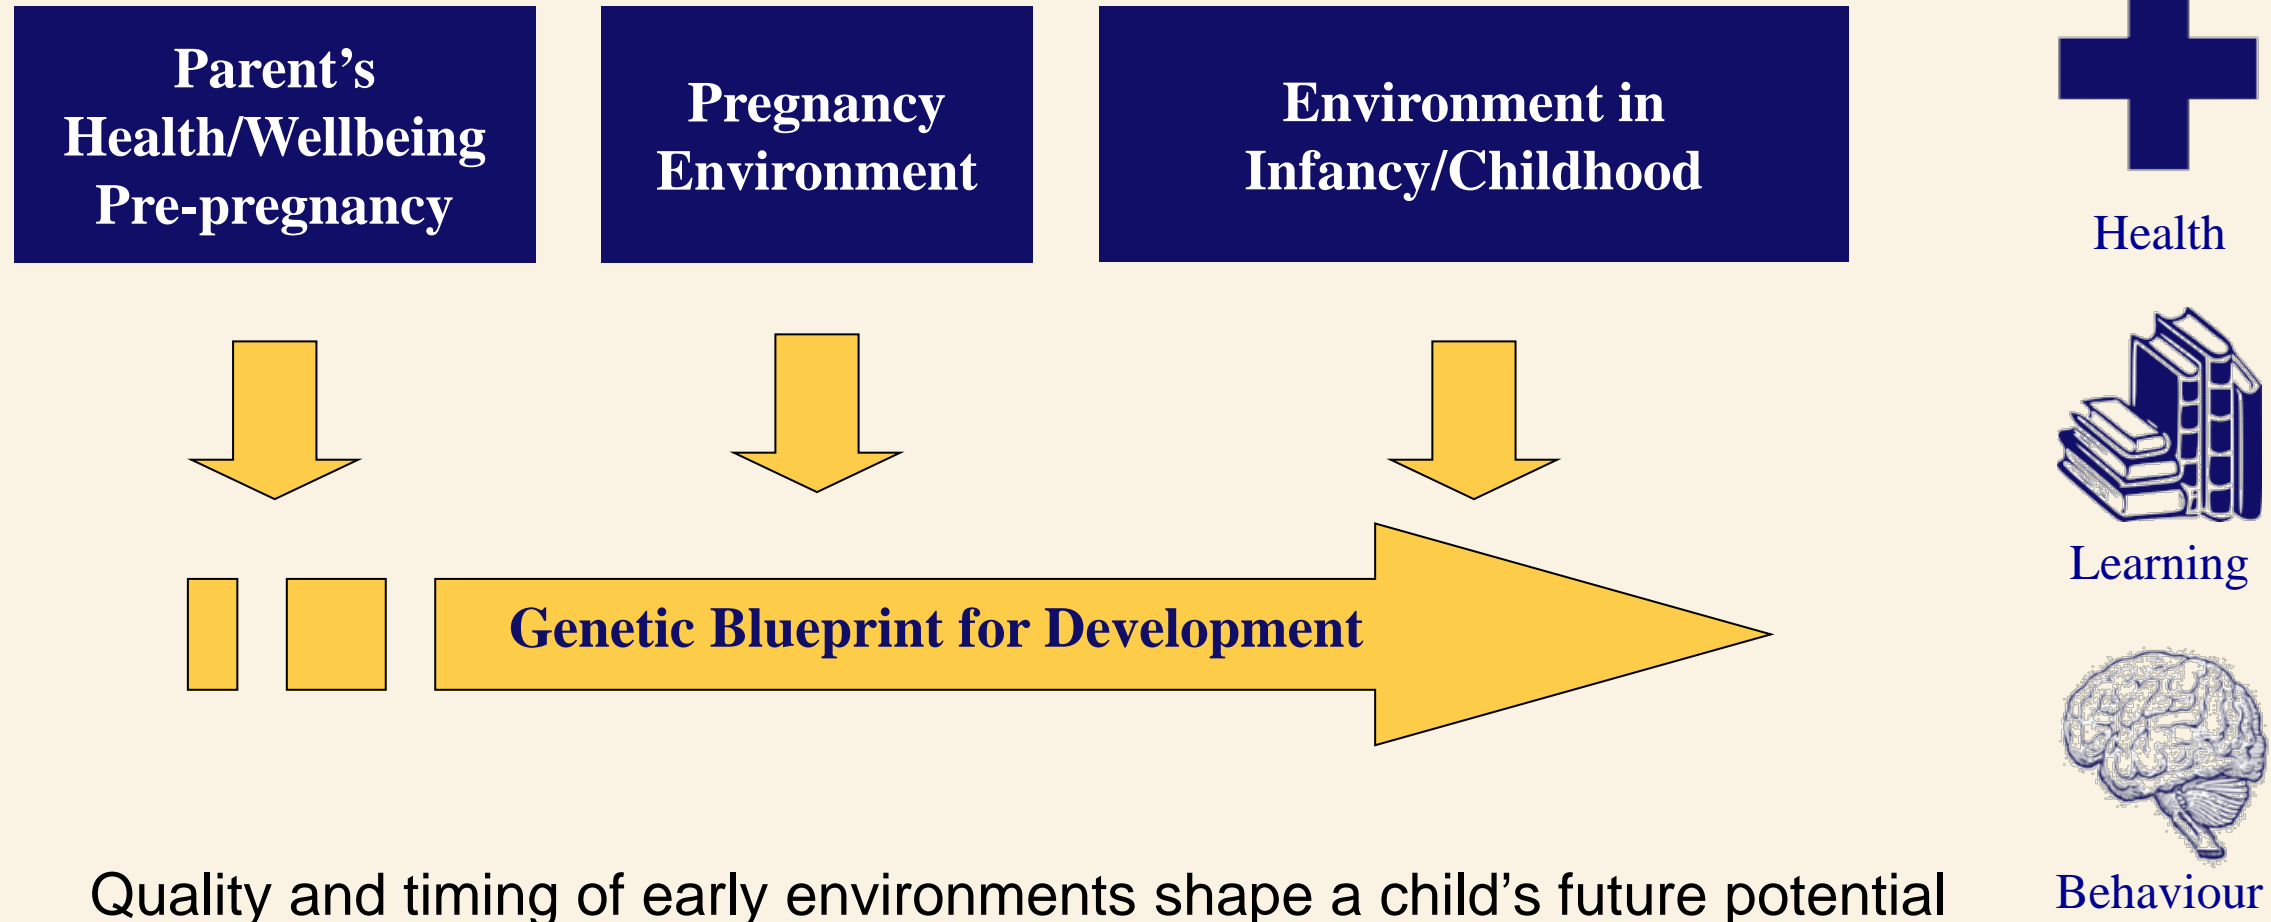 Parent’s
Health/Wellbeing
Pre-pregnancy
Pregnancy
Environment
Environment in
Infancy/Childhood
Health
Learning
Genetic Blueprint for Development
Behaviour
Quality and timing of early environments shape a child’s future potential